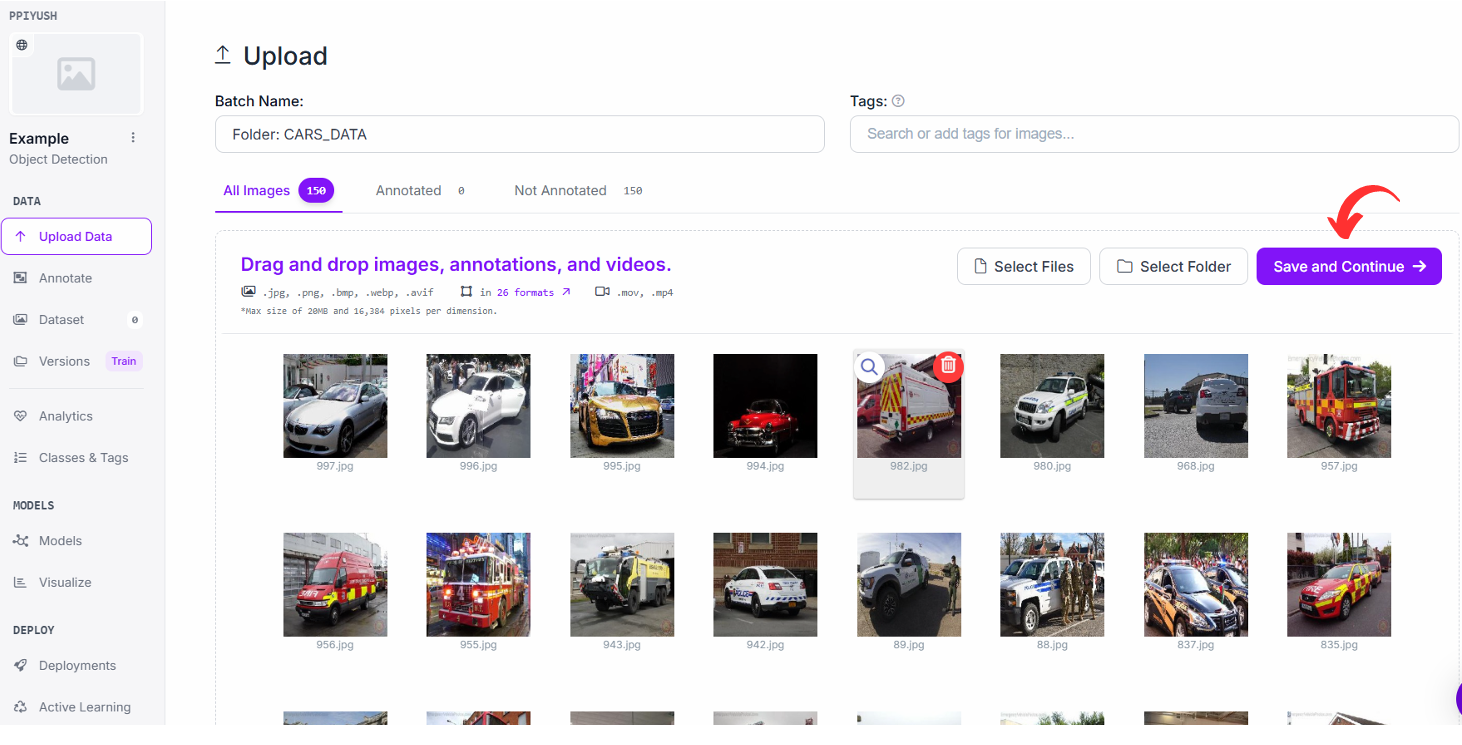 PPIYUSH
Example
Object Detection
DATA
Upload Data
Annotate
Dataset 0
Versions Train
Analytics
Classes & Tags
MODELS
Models
Visualize
DEPLOY
Deployments
Active Learning
Upload
Batch Name:
Folder: CARS_DATA
Tags:
Search or add tags for images...
All Images 150 Annotated 0 Not Annotated 150
Drag and drop images, annotations, and videos.
.jpg, .png, .bmp, .webp, .avif in 26 formats .mov, .mp4
*Max size of 20MB and 16,384 pixels per dimension.
Select Files Select Folder Save and Continue
997.jpg 996.jpg 995.jpg 994.jpg 982.jpg 980.jpg 968.jpg 957.jpg
956.jpg 955.jpg 943.jpg 942.jpg 89.jpg 88.jpg 837.jpg 835.jpg